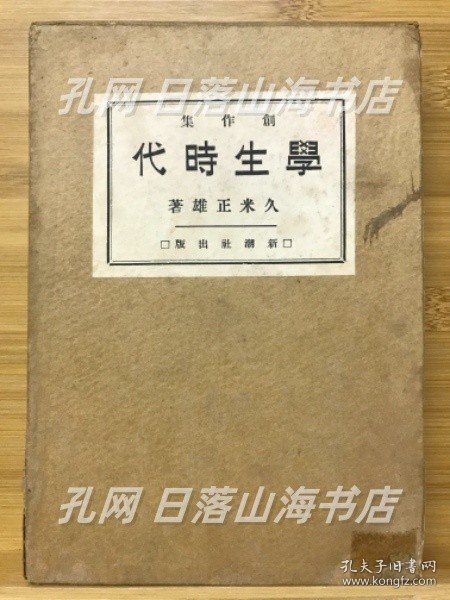 孔网 日落山海书店
創作集
學生時代
久米正雄著
□新潮社出版□
孔网 日落山海书店
孔夫子旧书网
www.kongfz.com